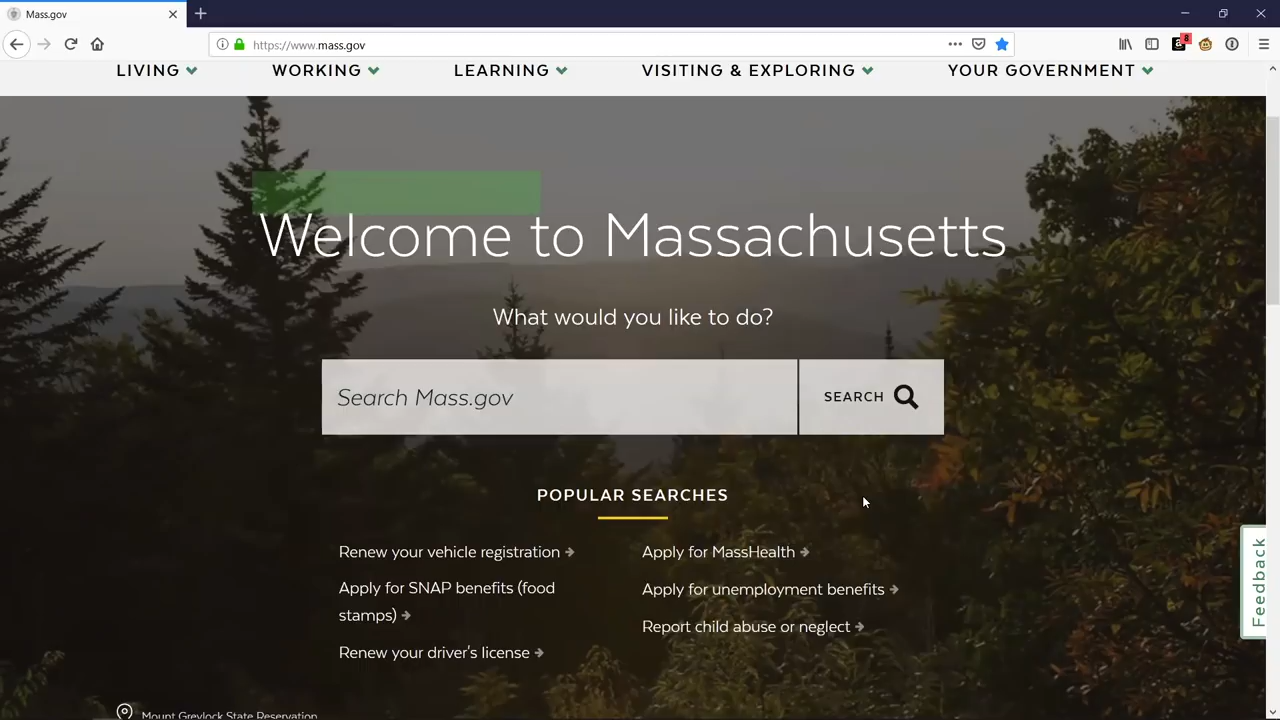 Mass.gov
https://www.mass.gov
8
LIVING WORKING LEARNING VISITING & EXPLORING YOUR GOVERNMENT
Welcome to Massachusetts
What would you like to do?
Search Mass.gov SEARCH
POPULAR SEARCHES
Renew your vehicle registration
Apply for SNAP benefits (food
stamps)
Renew your driver's license
Apply for MassHealth
Apply for unemployment benefits
Report child abuse or neglect
Feedback
Mount Greylock State Reservation